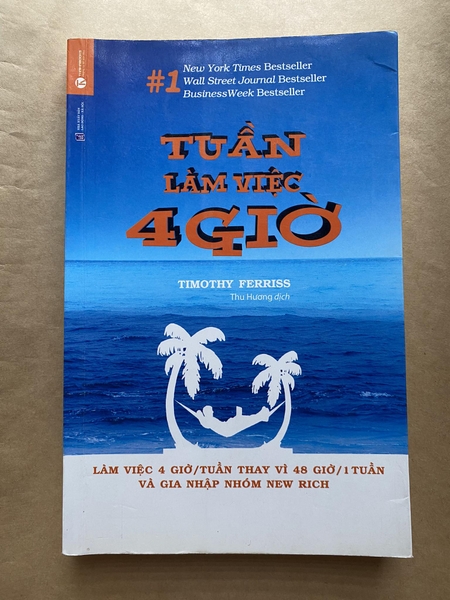 #1 New York Times Bestseller
Wall Street Journal Bestseller
BusinessWeek Bestseller
TUẦN
LÀM VIỆC
4 GIỜ
TIMOTHY FERRISS
Thu Hương dịch
LÀM VIỆC 4 GIỜ/TUẦN THAY VÌ 48 GIỜ/1 TUẦN
VÀ GIA NHẬP NHÓM NEW RICH